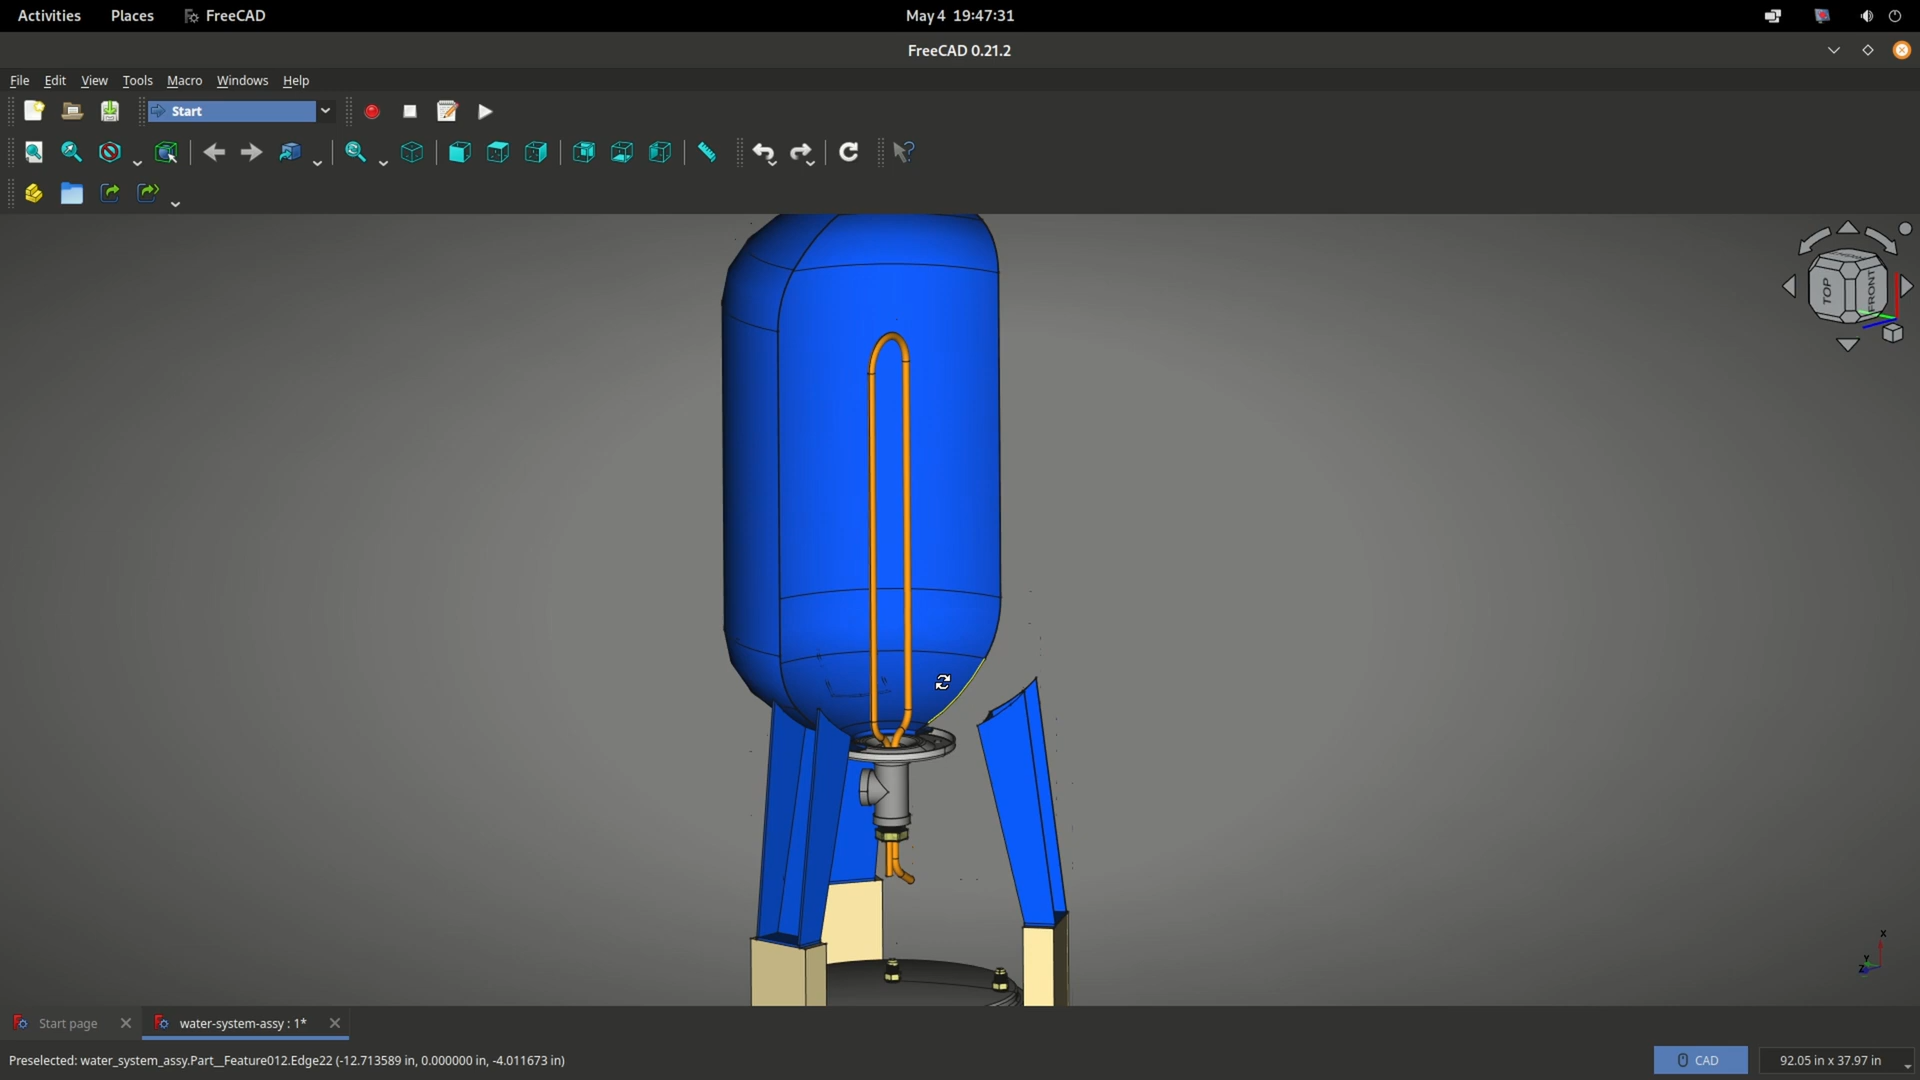 Activities Places FreeCAD May 4 19:47:31
FreeCAD 0.21.2
File Edit View Tools Macro Windows Help
Start
TOP FRONT
X
Y
Z
Start page water-system-assy : 1*
Preselected: water_system_assy.Part__Feature012.Edge22 (-12.713589 in, 0.000000 in, -4.011673 in) CAD 92.05 in x 37.97 in